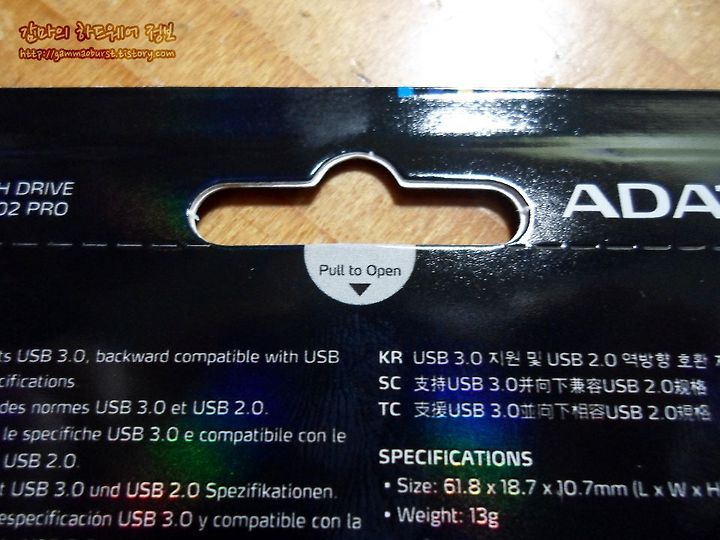 감마의 하드웨어 정보
http://gammaoburst.tistory.com
H DRIVE
02 PRO
ADA
Pull to Open
ts USB 3.0, backward compatible with USB
cifications
des normes USB 3.0 et USB 2.0.
le specifiche USB 3.0 e compatibile con le
USB 2.0.
t USB 3.0 und USB 2.0 Spezifikationen.
especificación USB 3.0 y compatible con la
KR USB 3.0 지원 및 USB 2.0 역방향 호환
SC 支持USB 3.0并向下兼容USB 2.0规格
TC 支援USB 3.0並向下相容USB 2.0規格
SPECIFICATIONS
• Size: 61.8 x 18.7 x 10.7mm (L x W x H
• Weight: 13g